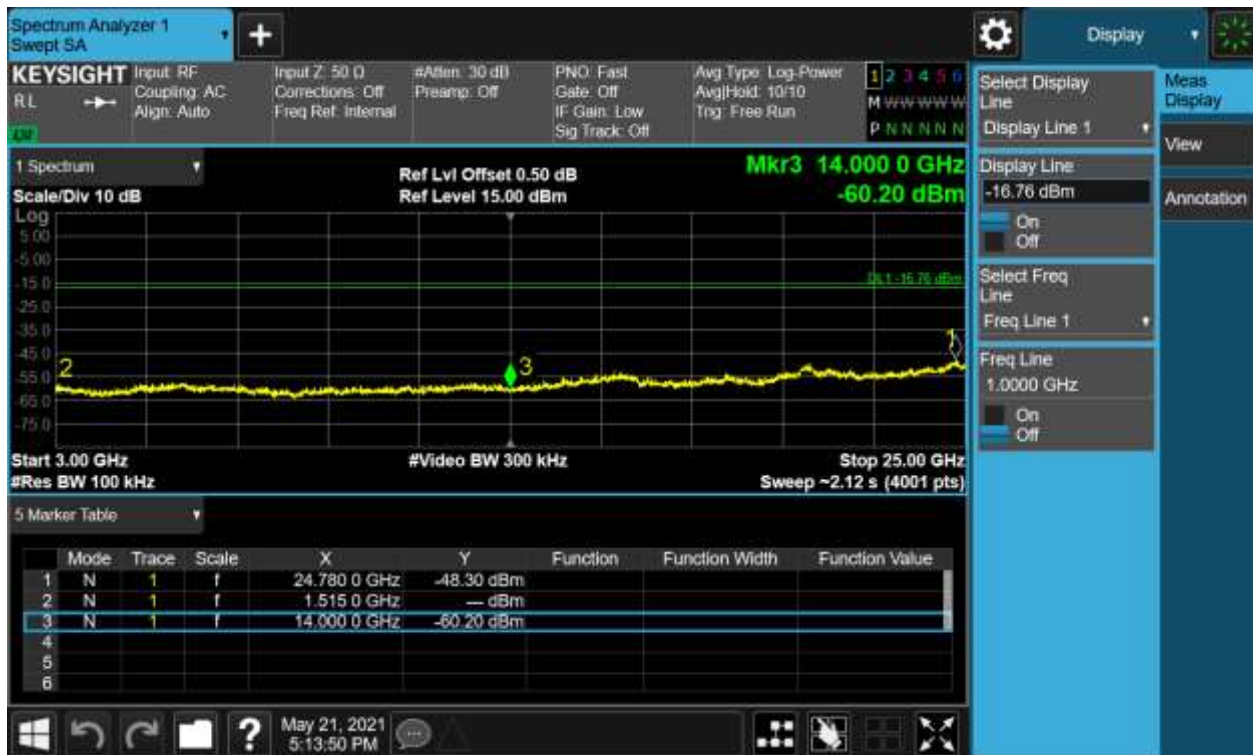 Spectrum Analyzer 1
Swept SA
+
Display
KEYSIGHT
RL
Input: RF
Coupling: AC
Align: Auto
Input Z: 50 Ω
Corrections: Off
Freq Ref: Internal
#Atten: 30 dB
Preamp: Off
PNO: Fast
Gate: Off
IF Gain: Low
Sig Track: Off
Avg Type: Log-Power
Avg|Hold: 10/10
Trig: Free Run
1 2 3 4 5 6
M W W W W W
P N N N N N
1 Spectrum
Scale/Div 10 dB
Ref Lvl Offset 0.50 dB
Ref Level 15.00 dBm
Mkr3 14.000 0 GHz
-60.20 dBm
Log
5.00
-5.00
-15.0
DL1 -16.76 dBm
-25.0
-35.0
1
-45.0
2
3
-55.0
-65.0
-75.0
Start 3.00 GHz
#Video BW 300 kHz
Stop 25.00 GHz
#Res BW 100 kHz
Sweep ~2.12 s (4001 pts)
5 Marker Table
Mode Trace Scale X Y Function Function Width Function Value
1 N 1 f 24.780 0 GHz -48.30 dBm
2 N 1 f 1.515 0 GHz --- dBm
3 N 1 f 14.000 0 GHz -60.20 dBm
4
5
6
Select Display
Line
Display Line 1
Display Line
-16.76 dBm
On
Off
Select Freq
Line
Freq Line 1
Freq Line
1.0000 GHz
On
Off
Meas
Display
View
Annotation
?
May 21, 2021
5:13:50 PM